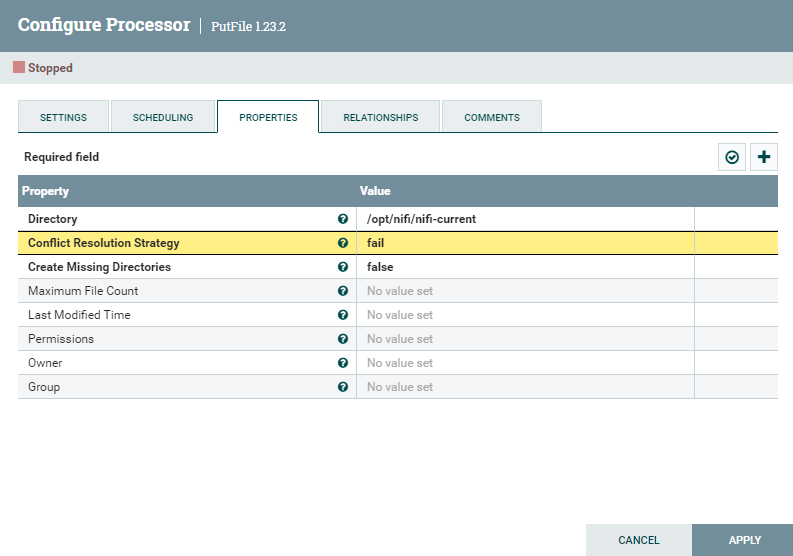 Configure Processor | PutFile 1.23.2
Stopped
SETTINGS SCHEDULING PROPERTIES RELATIONSHIPS COMMENTS
Required field
Property Value
Directory /opt/nifi/nifi-current
Conflict Resolution Strategy fail
Create Missing Directories false
Maximum File Count No value set
Last Modified Time No value set
Permissions No value set
Owner No value set
Group No value set
CANCEL APPLY